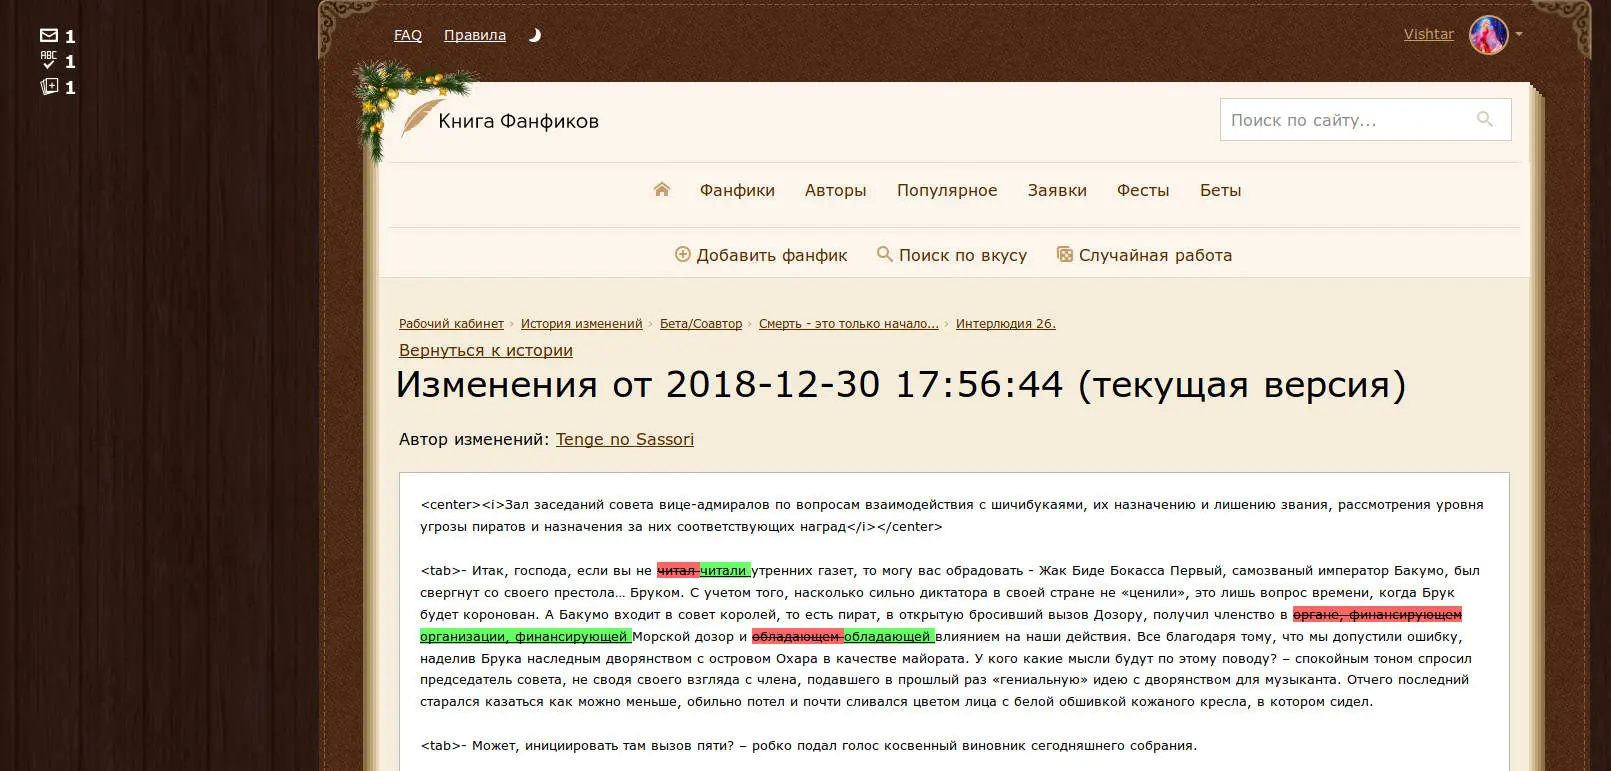 1
ABC 1
1
FAQ Правила Vishtar
Книга Фанфиков Поиск по сайту...
Фанфики Авторы Популярное Заявки Фесты Беты
Добавить фанфик Поиск по вкусу Случайная работа
Рабочий кабинет › История изменений › Бета/Соавтор › Смерть - это только начало... › Интерлюдия 26.
Вернуться к истории
Изменения от 2018-12-30 17:56:44 (текущая версия)
Автор изменений: Tenge no Sassori
<center><i>Зал заседаний совета вице-адмиралов по вопросам взаимодействия с шичибукаями, их назначению и лишению звания, рассмотрения уровня
угрозы пиратов и назначения за них соответствующих наград</i></center>
<tab>- Итак, господа, если вы не читал читали утренних газет, то могу вас обрадовать - Жак Биде Бокасса Первый, самозваный император Бакумо, был
свергнут со своего престола… Бруком. С учетом того, насколько сильно диктатора в своей стране не «ценили», это лишь вопрос времени, когда Брук
будет коронован. А Бакумо входит в совет королей, то есть пират, в открытую бросивший вызов Дозору, получил членство в органе, финансирующем
организации, финансирующей Морской дозор и обладающем обладающей влиянием на наши действия. Все благодаря тому, что мы допустили ошибку,
наделив Брука наследным дворянством с островом Охара в качестве майората. У кого какие мысли будут по этому поводу? – спокойным тоном спросил
председатель совета, не сводя своего взгляда с члена, подавшего в прошлый раз «гениальную» идею с дворянством для музыканта. Отчего последний
старался казаться как можно меньше, обильно потел и почти сливался цветом лица с белой обшивкой кожаного кресла, в котором сидел.
<tab>- Может, инициировать там вызов пяти? – робко подал голос косвенный виновник сегодняшнего собрания.